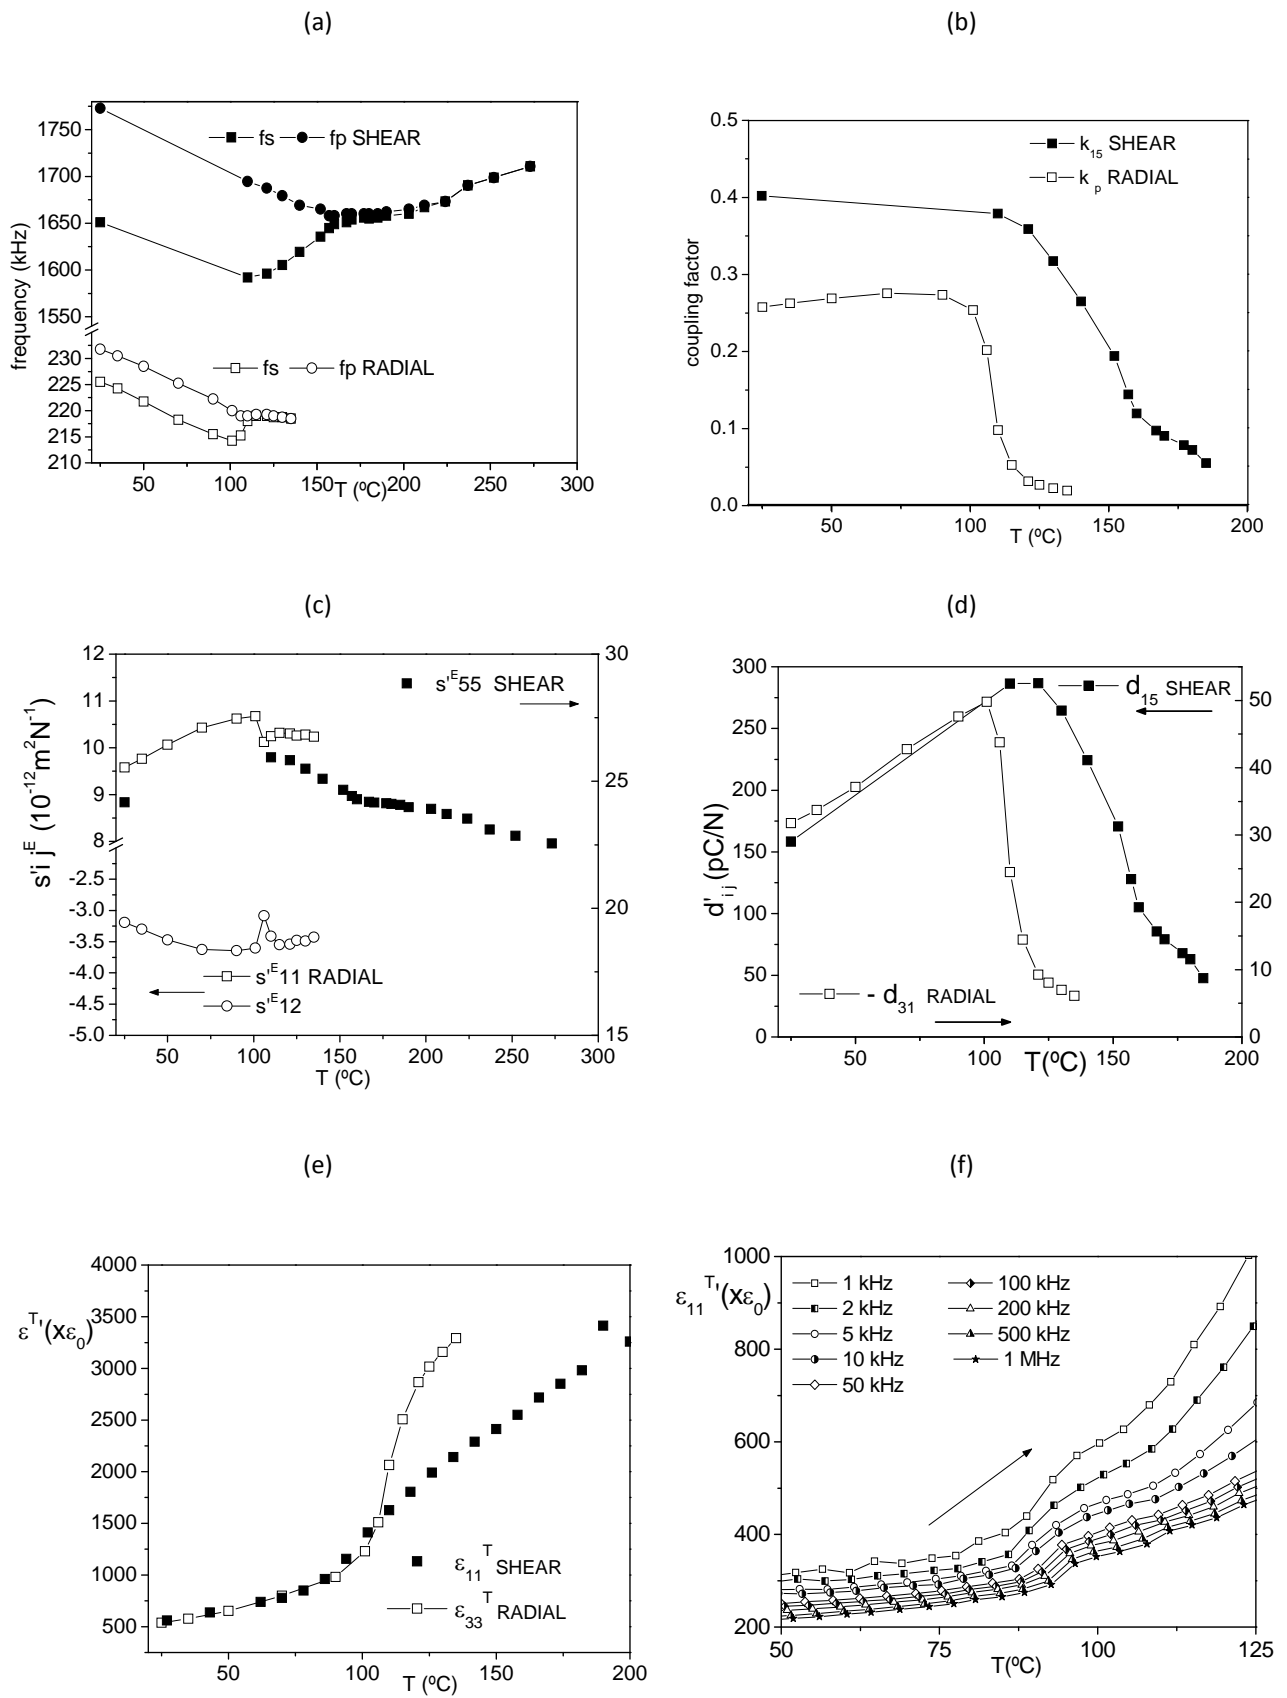 (a)
(b)
1750
1700
1650
1600
1550
230
225
220
215
210
frequency (kHz)
fs fp SHEAR
fs fp RADIAL
50 100 150 200 250 300
T (ºC)
0.5
0.4
0.3
0.2
0.1
0.0
coupling factor
k15 SHEAR
kp RADIAL
50 100 150 200
T (ºC)
(c)
(d)
12
11
10
9
8
-2.5
-3.0
-3.5
-4.0
-4.5
-5.0
s'i j^E (10^-12 m^2N^-1)
30
25
20
15
s'^E55 SHEAR
s'^E11 RADIAL
s'^E12
50 100 150 200 250 300
T (ºC)
300
250
200
150
100
50
0
d'ij (pC/N)
50
40
30
20
10
0
d15 SHEAR
- d31 RADIAL
50 100 150 200
T(ºC)
(e)
(f)
4000
3500
3000
2500
2000
1500
1000
500
ε^T'(xε0)
ε11^T SHEAR
ε33^T RADIAL
50 100 150 200
T (ºC)
1000
800
600
400
200
ε11^T'(xε0)
1 kHz
2 kHz
5 kHz
10 kHz
50 kHz
100 kHz
200 kHz
500 kHz
1 MHz
50 75 100 125
T(ºC)